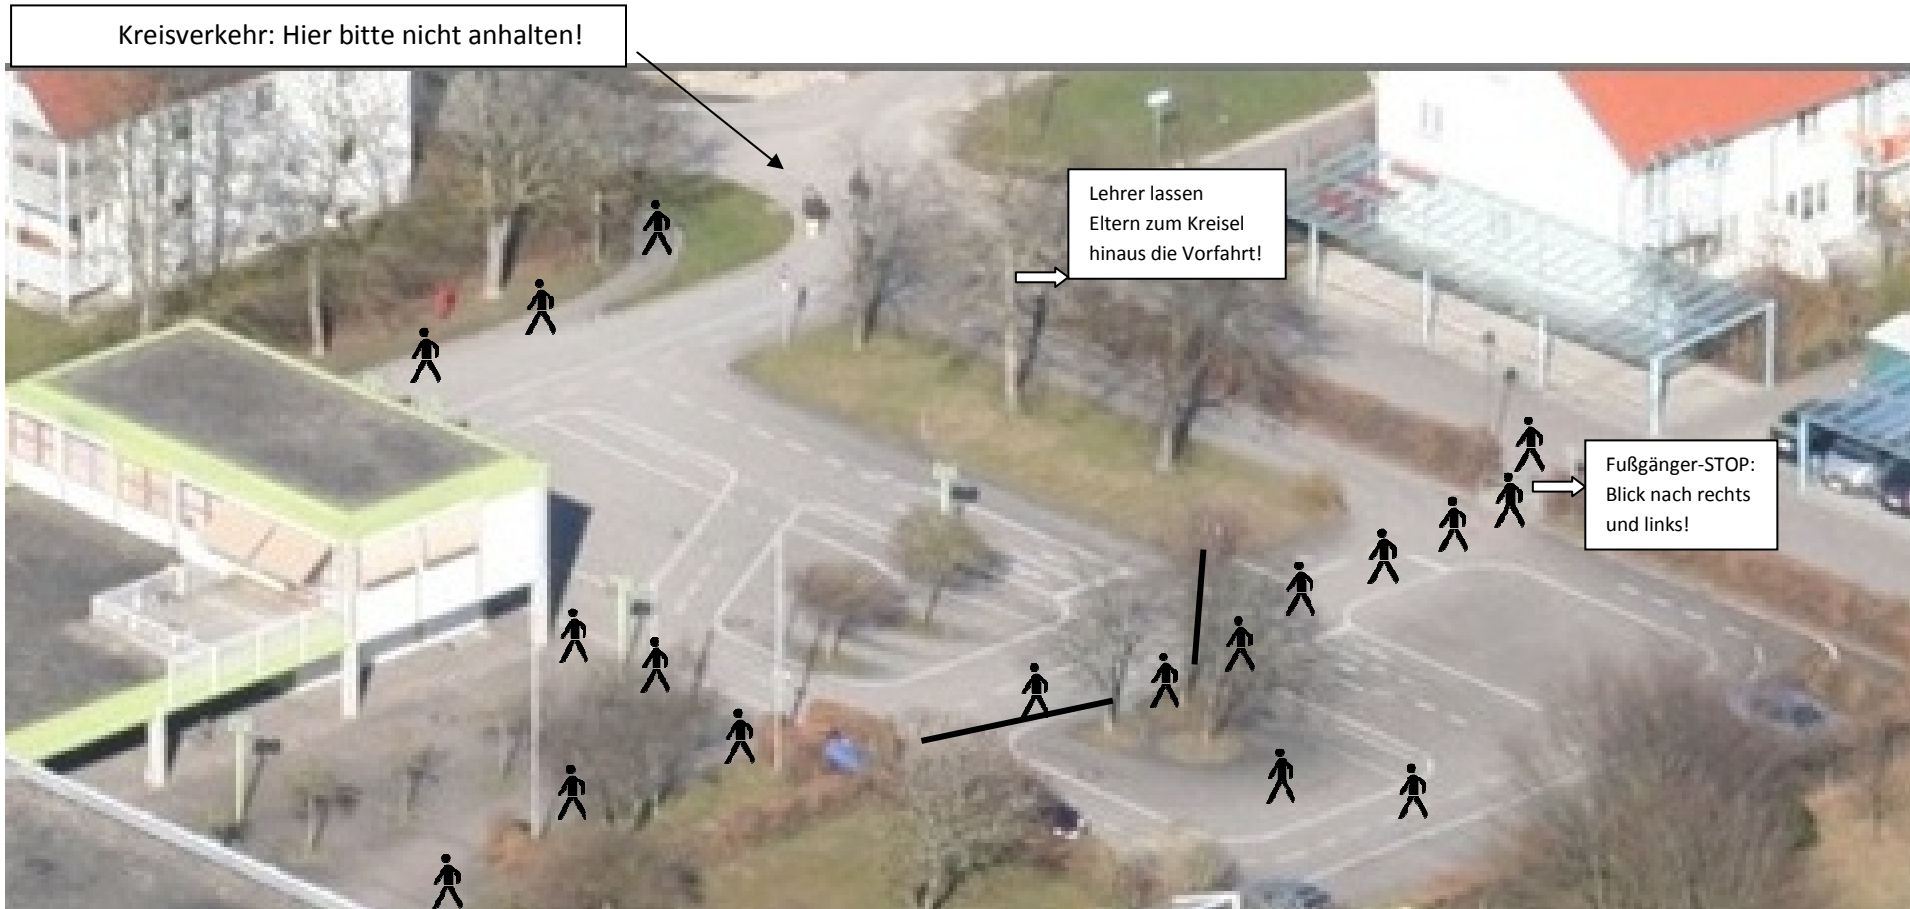 Kreisverkehr: Hier bitte nicht anhalten!
Lehrer lassen
Eltern zum Kreisel
hinaus die Vorfahrt!
Fußgänger-STOP:
Blick nach rechts
und links!